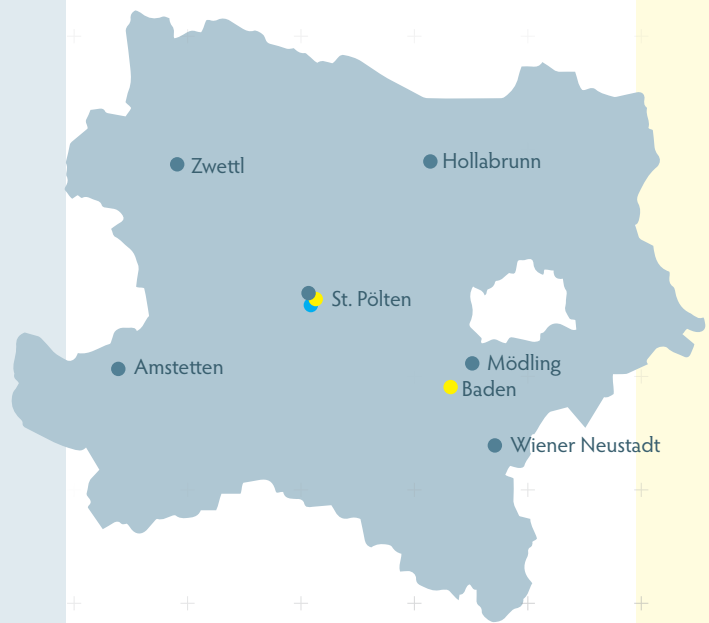 Zwettl
Hollabrunn
St. Pölten
Amstetten
Mödling
Baden
Wiener Neustadt